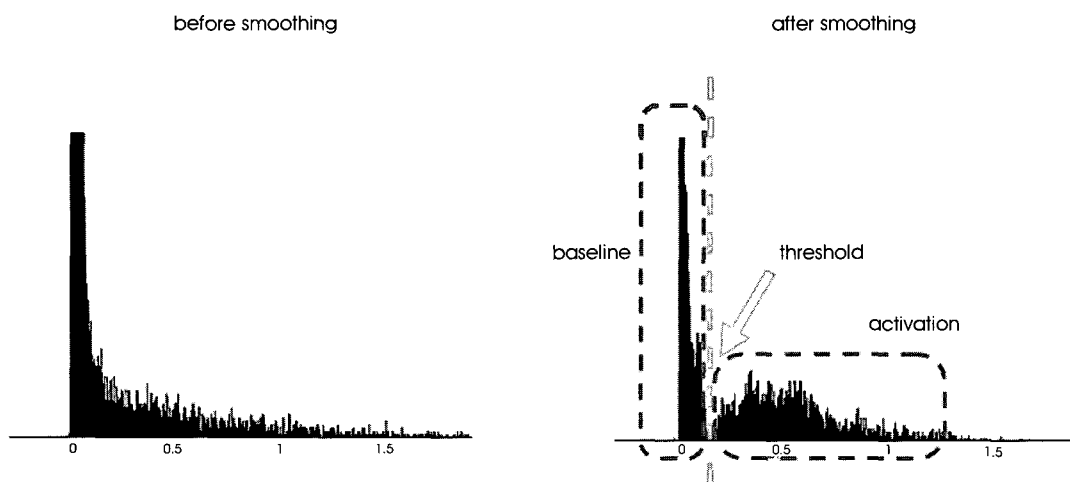 before smoothing
after smoothing
baseline
threshold
activation
0 0.5 1 1.5
0 0.5 1 1.5